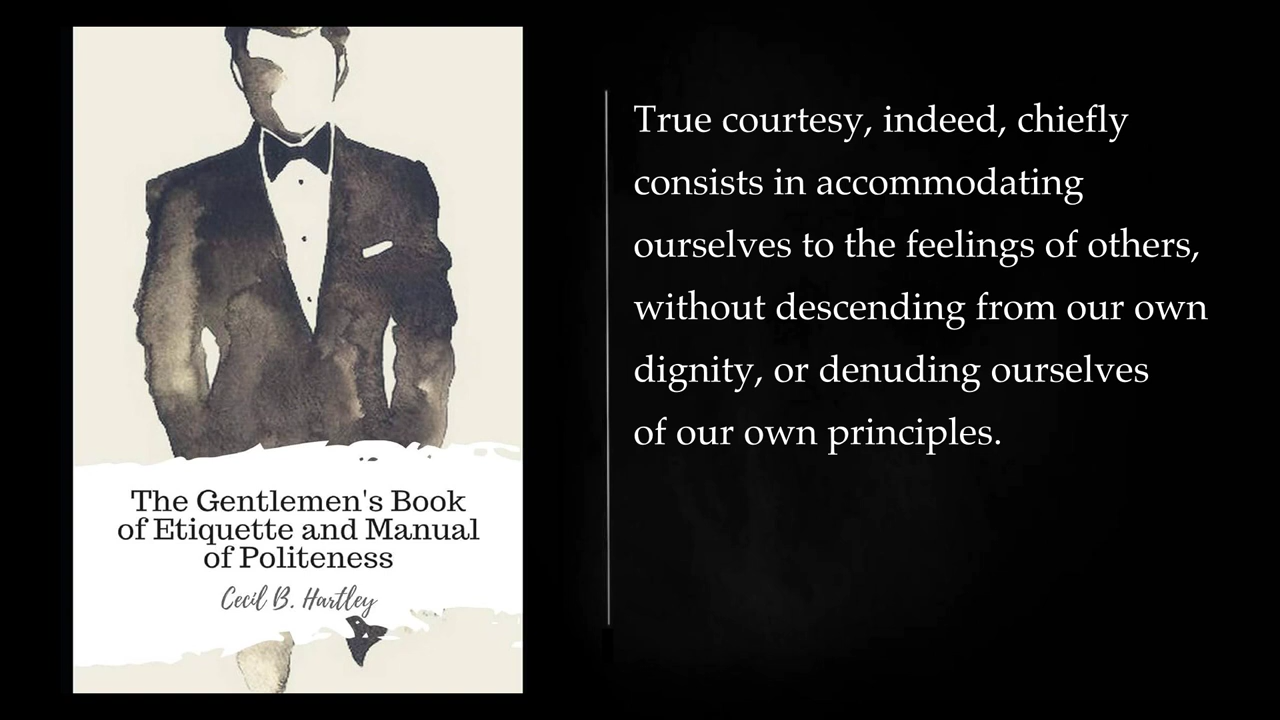 The Gentlemen's Book
of Etiquette and Manual
of Politeness
Cecil B. Hartley
True courtesy, indeed, chiefly
consists in accommodating
ourselves to the feelings of others,
without descending from our own
dignity, or denuding ourselves
of our own principles.